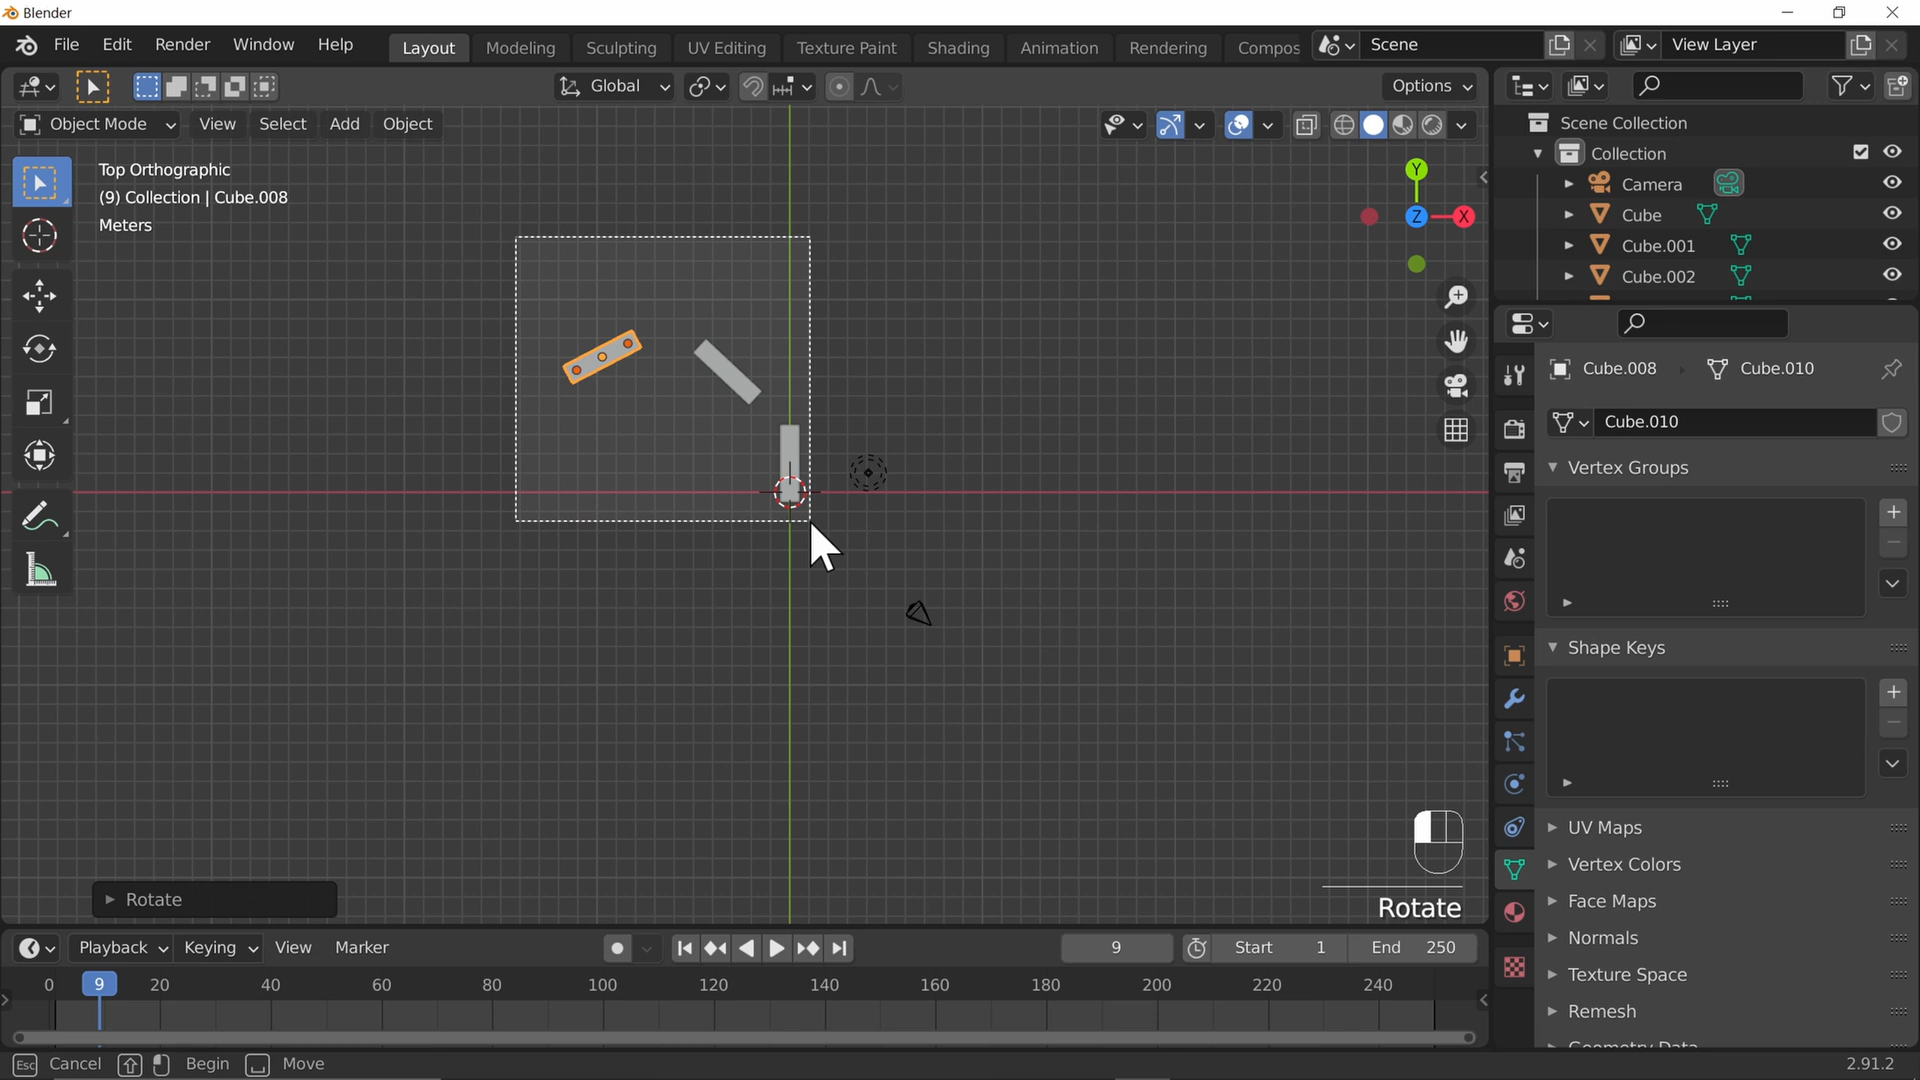 Blender
File Edit Render Window Help
Layout Modeling Sculpting UV Editing Texture Paint Shading Animation Rendering Compos
Scene
View Layer
Global
Options
Object Mode View Select Add Object
Top Orthographic
(9) Collection | Cube.008
Meters
Y
Z
X
Scene Collection
Collection
Camera
Cube
Cube.001
Cube.002
Cube.008
Cube.010
Cube.010
Vertex Groups
Shape Keys
UV Maps
Vertex Colors
Face Maps
Normals
Texture Space
Remesh
Geometry Data
Rotate
Rotate
Playback Keying View Marker
9
Start 1
End 250
0 9 20 40 60 80 100 120 140 160 180 200 220 240
Esc Cancel Begin Move
2.91.2